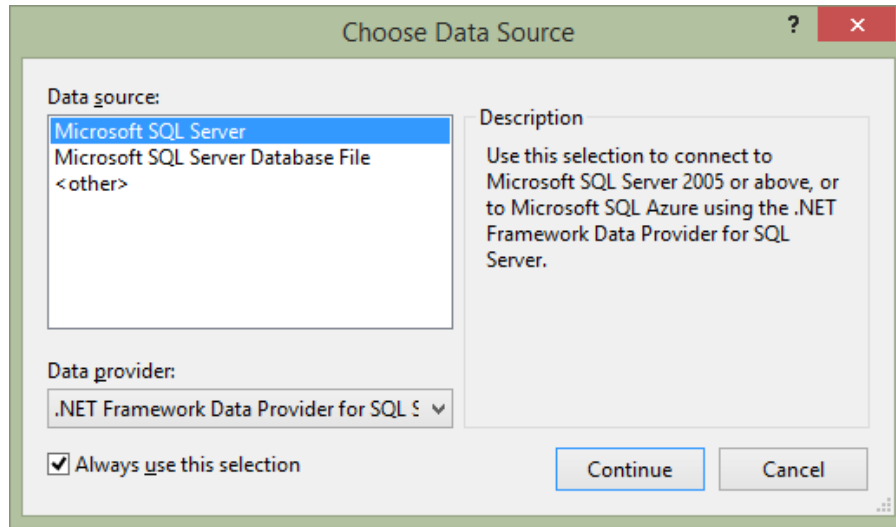 Choose Data Source
?
Data source:
Microsoft SQL Server
Microsoft SQL Server Database File
<other>
Description
Use this selection to connect to
Microsoft SQL Server 2005 or above, or
to Microsoft SQL Azure using the .NET
Framework Data Provider for SQL
Server.
Data provider:
.NET Framework Data Provider for SQL S
Always use this selection
Continue
Cancel